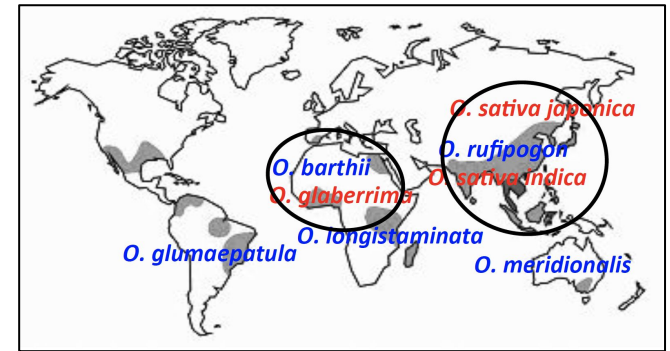 O. sativa japonica
O. rufipogon
O. barthii
O. sativa indica
O. glaberrima
O. longistaminata
O. glumaepatula
O. meridionalis